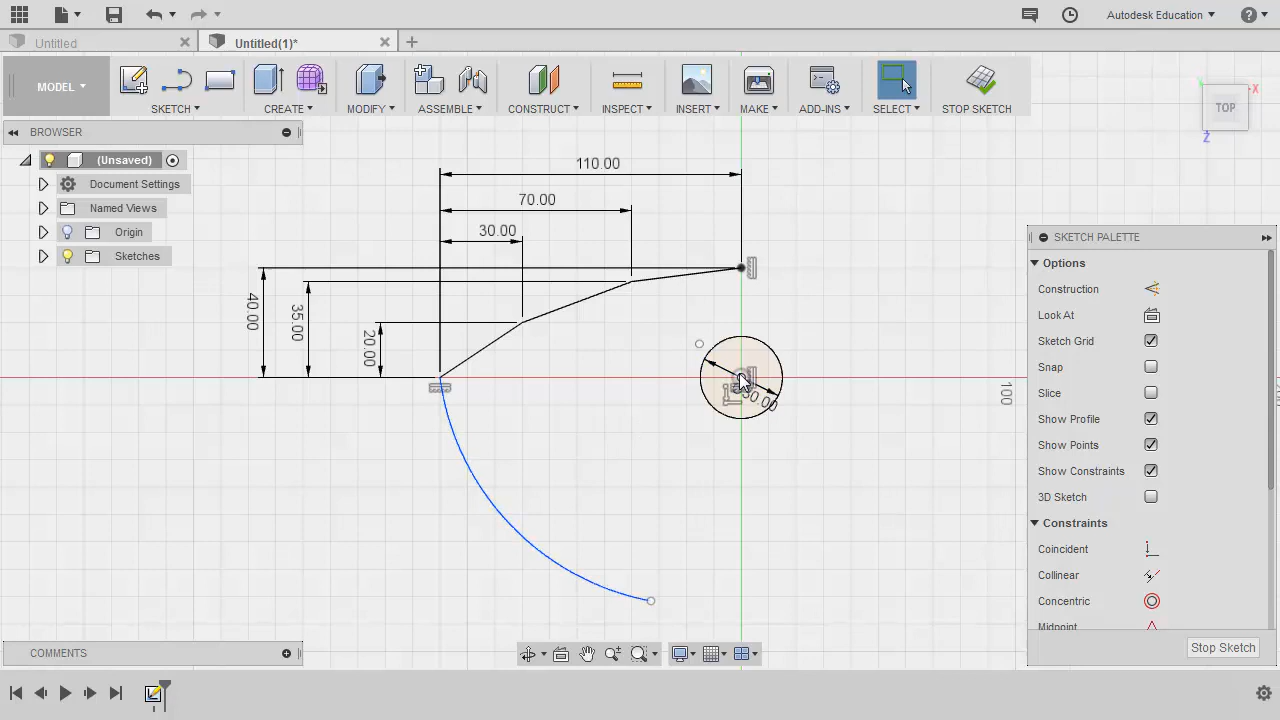 Autodesk Education
Untitled
Untitled(1)*
MODEL
SKETCH
CREATE
MODIFY
ASSEMBLE
CONSTRUCT
INSPECT
INSERT
MAKE
ADD-INS
SELECT
STOP SKETCH
TOP
X
Z
BROWSER
(Unsaved)
Document Settings
Named Views
Origin
Sketches
110.00
70.00
30.00
40.00
35.00
20.00
100
SKETCH PALETTE
Options
Construction
Look At
Sketch Grid
Snap
Slice
Show Profile
Show Points
Show Constraints
3D Sketch
Constraints
Coincident
Collinear
Concentric
Midpoint
Stop Sketch
COMMENTS